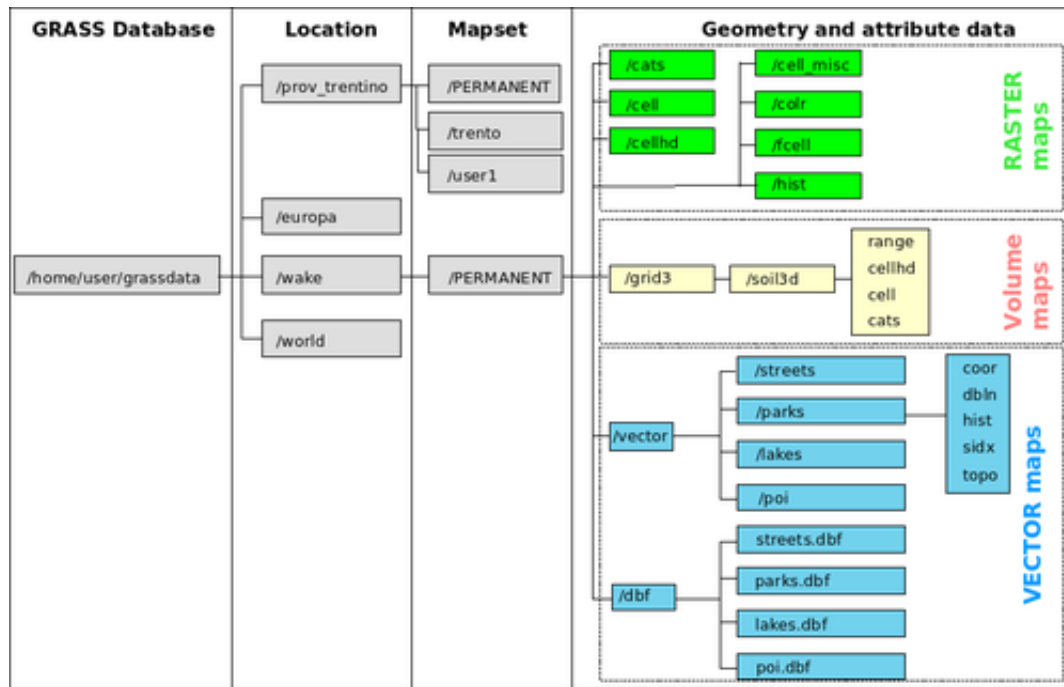 GRASS Database
Location
Mapset
Geometry and attribute data
/home/user/grassdata
/prov_trentino
/europa
/wake
/world
/PERMANENT
/trento
/user1
/PERMANENT
/cats
/cell
/cellhd
/cell_misc
/colr
/fcell
/hist
RASTER
maps
/grid3
/soil3d
range
cellhd
cell
cats
Volume
maps
/vector
/streets
/parks
/lakes
/poi
coor
dbln
hist
sidx
topo
/dbf
streets.dbf
parks.dbf
lakes.dbf
poi.dbf
VECTOR maps